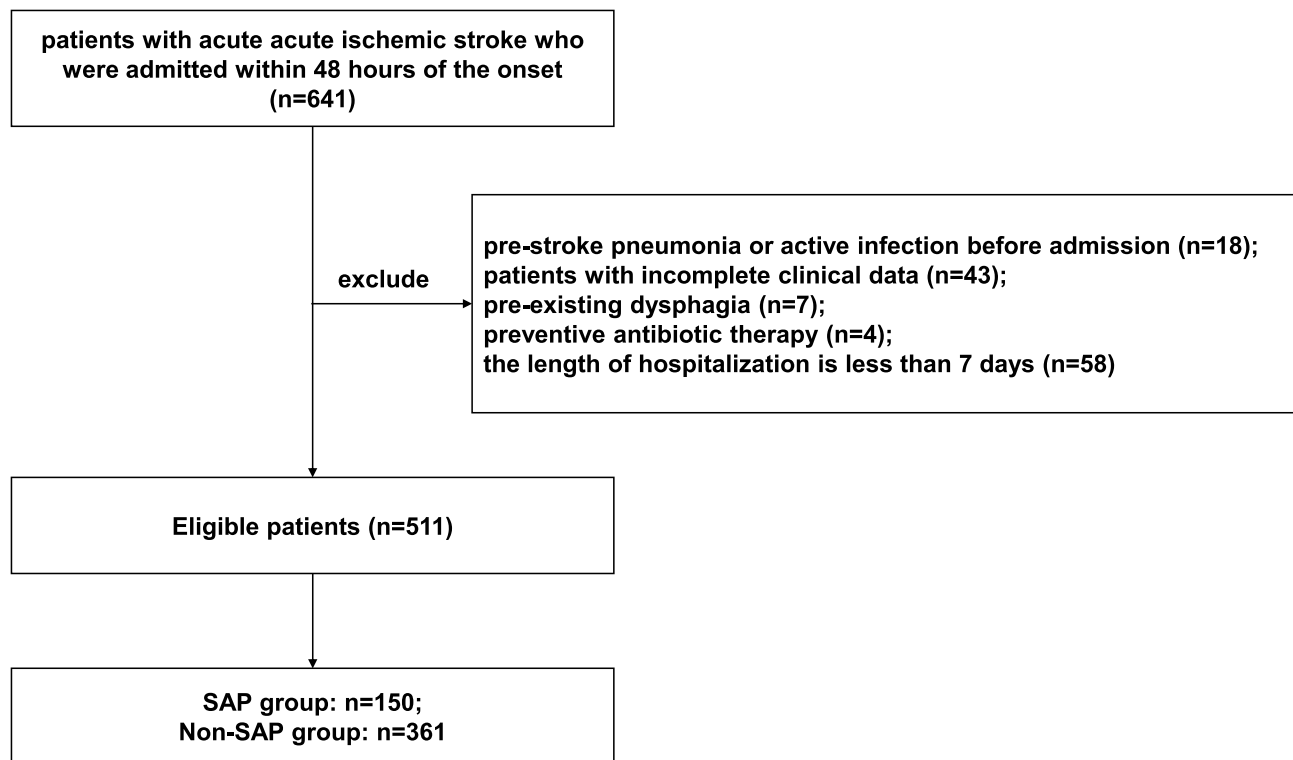 patients with acute acute ischemic stroke who
were admitted within 48 hours of the onset
(n=641)
exclude
pre-stroke pneumonia or active infection before admission (n=18);
patients with incomplete clinical data (n=43);
pre-existing dysphagia (n=7);
preventive antibiotic therapy (n=4);
the length of hospitalization is less than 7 days (n=58)
Eligible patients (n=511)
SAP group: n=150;
Non-SAP group: n=361